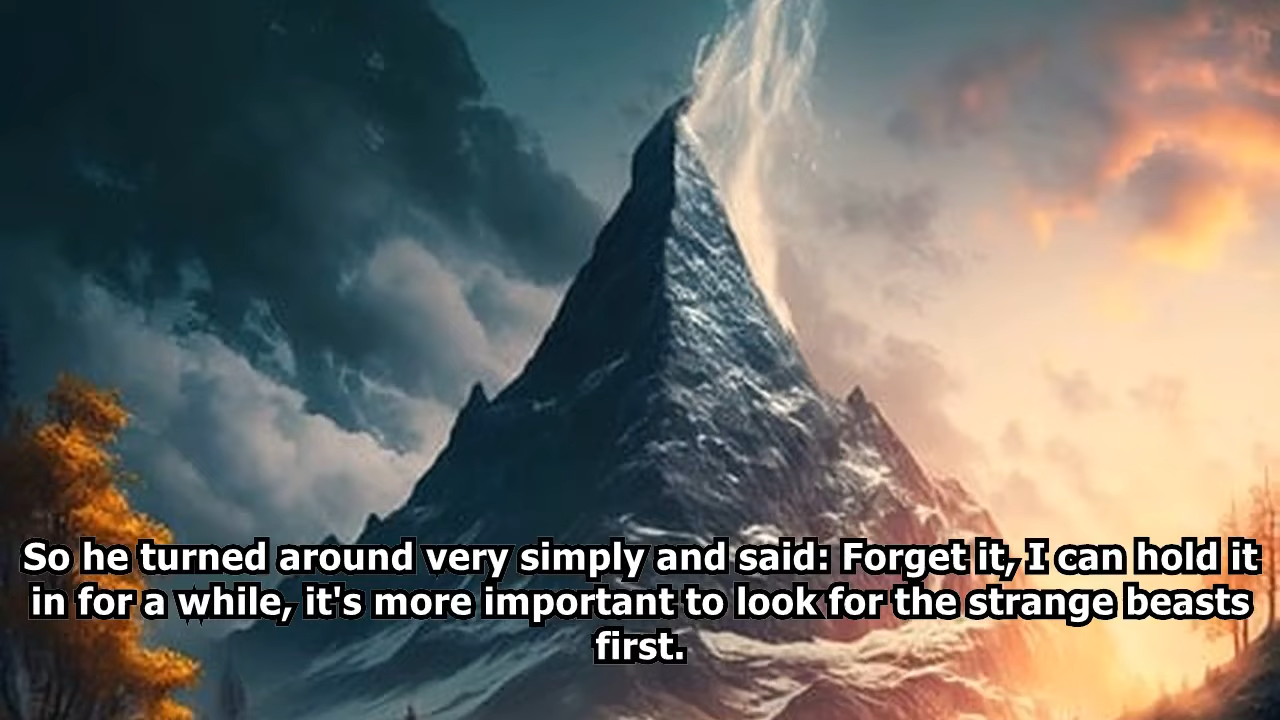 So he turned around very simply and said: Forget it, I can hold it
in for a while, it's more important to look for the strange beasts
first.